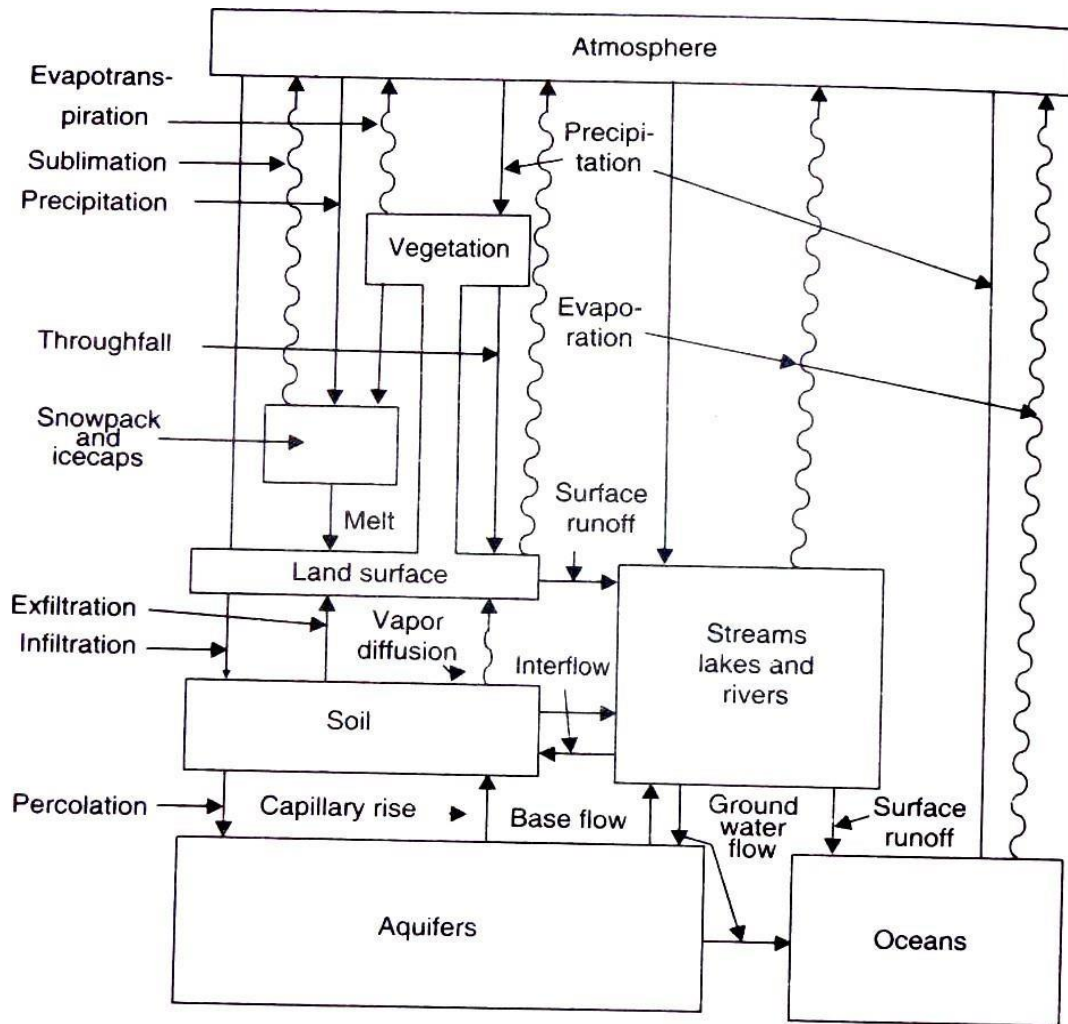 Atmosphere
Evapotrans-
piration
Sublimation
Precipitation
Precipi-
tation
Vegetation
Evapo-
ration
Throughfall
Snowpack
and
icecaps
Melt
Surface
runoff
Land surface
Exfiltration
Infiltration
Vapor
diffusion
Interflow
Streams
lakes and
rivers
Soil
Percolation
Capillary rise
Base flow
Ground
water
flow
Surface
runoff
Aquifers
Oceans